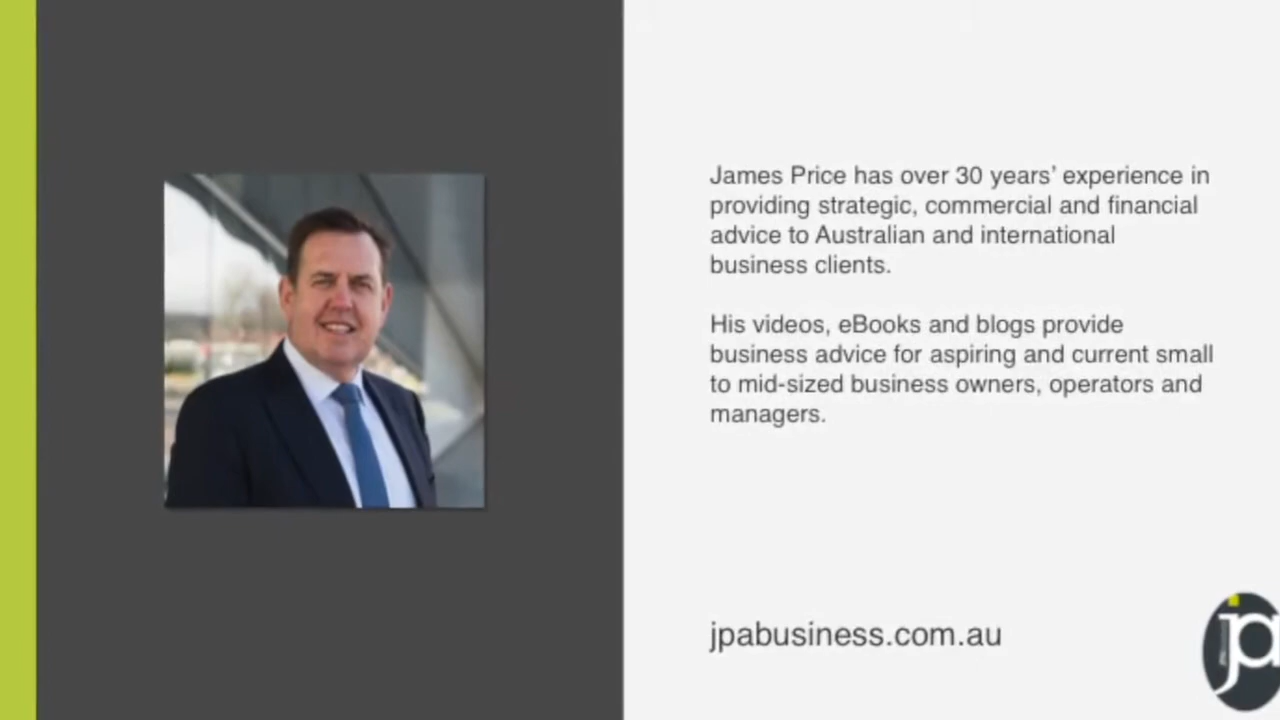 James Price has over 30 years’ experience in
providing strategic, commercial and financial
advice to Australian and international
business clients.
His videos, eBooks and blogs provide
business advice for aspiring and current small
to mid-sized business owners, operators and
managers.
jpabusiness.com.au